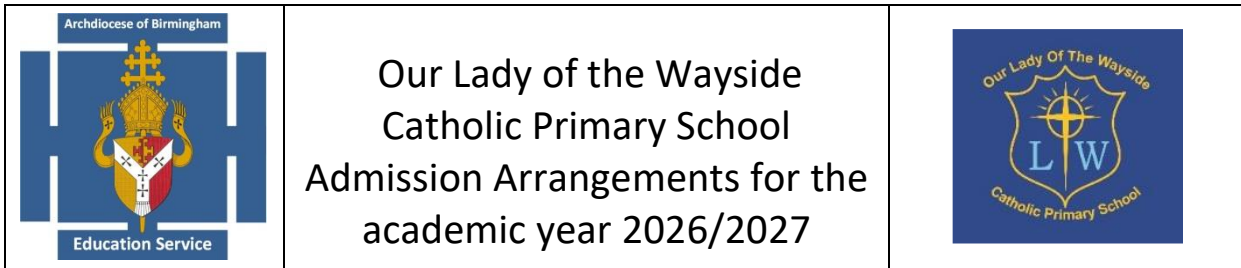 Archdiocese of Birmingham
Education Service
Our Lady of the Wayside
Catholic Primary School
Admission Arrangements for the
academic year 2026/2027
Our Lady Of The Wayside
L W
Catholic Primary School